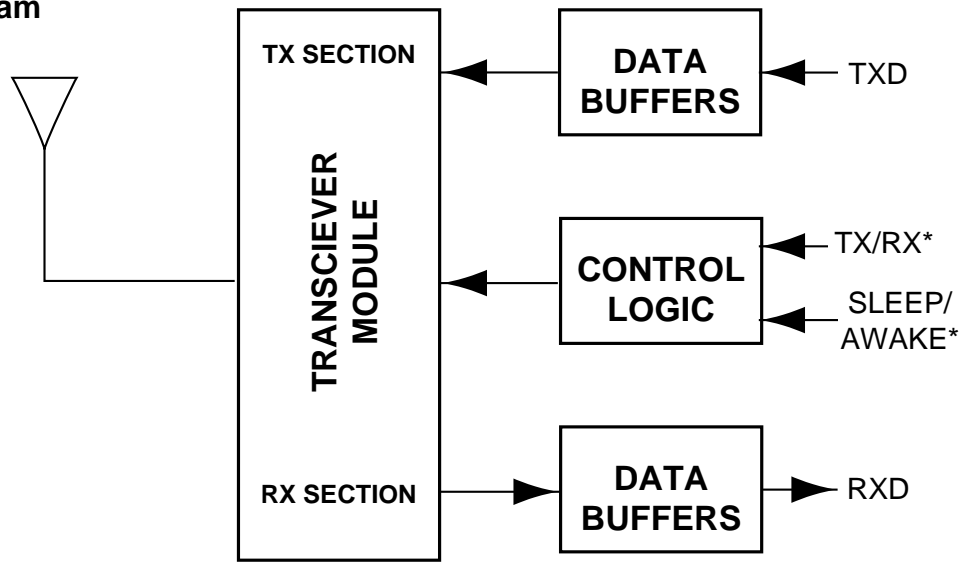 am
TX SECTION
DATA
BUFFERS
TXD
TRANSCIEVER
MODULE
CONTROL
LOGIC
TX/RX*
SLEEP/
AWAKE*
RX SECTION
DATA
BUFFERS
RXD